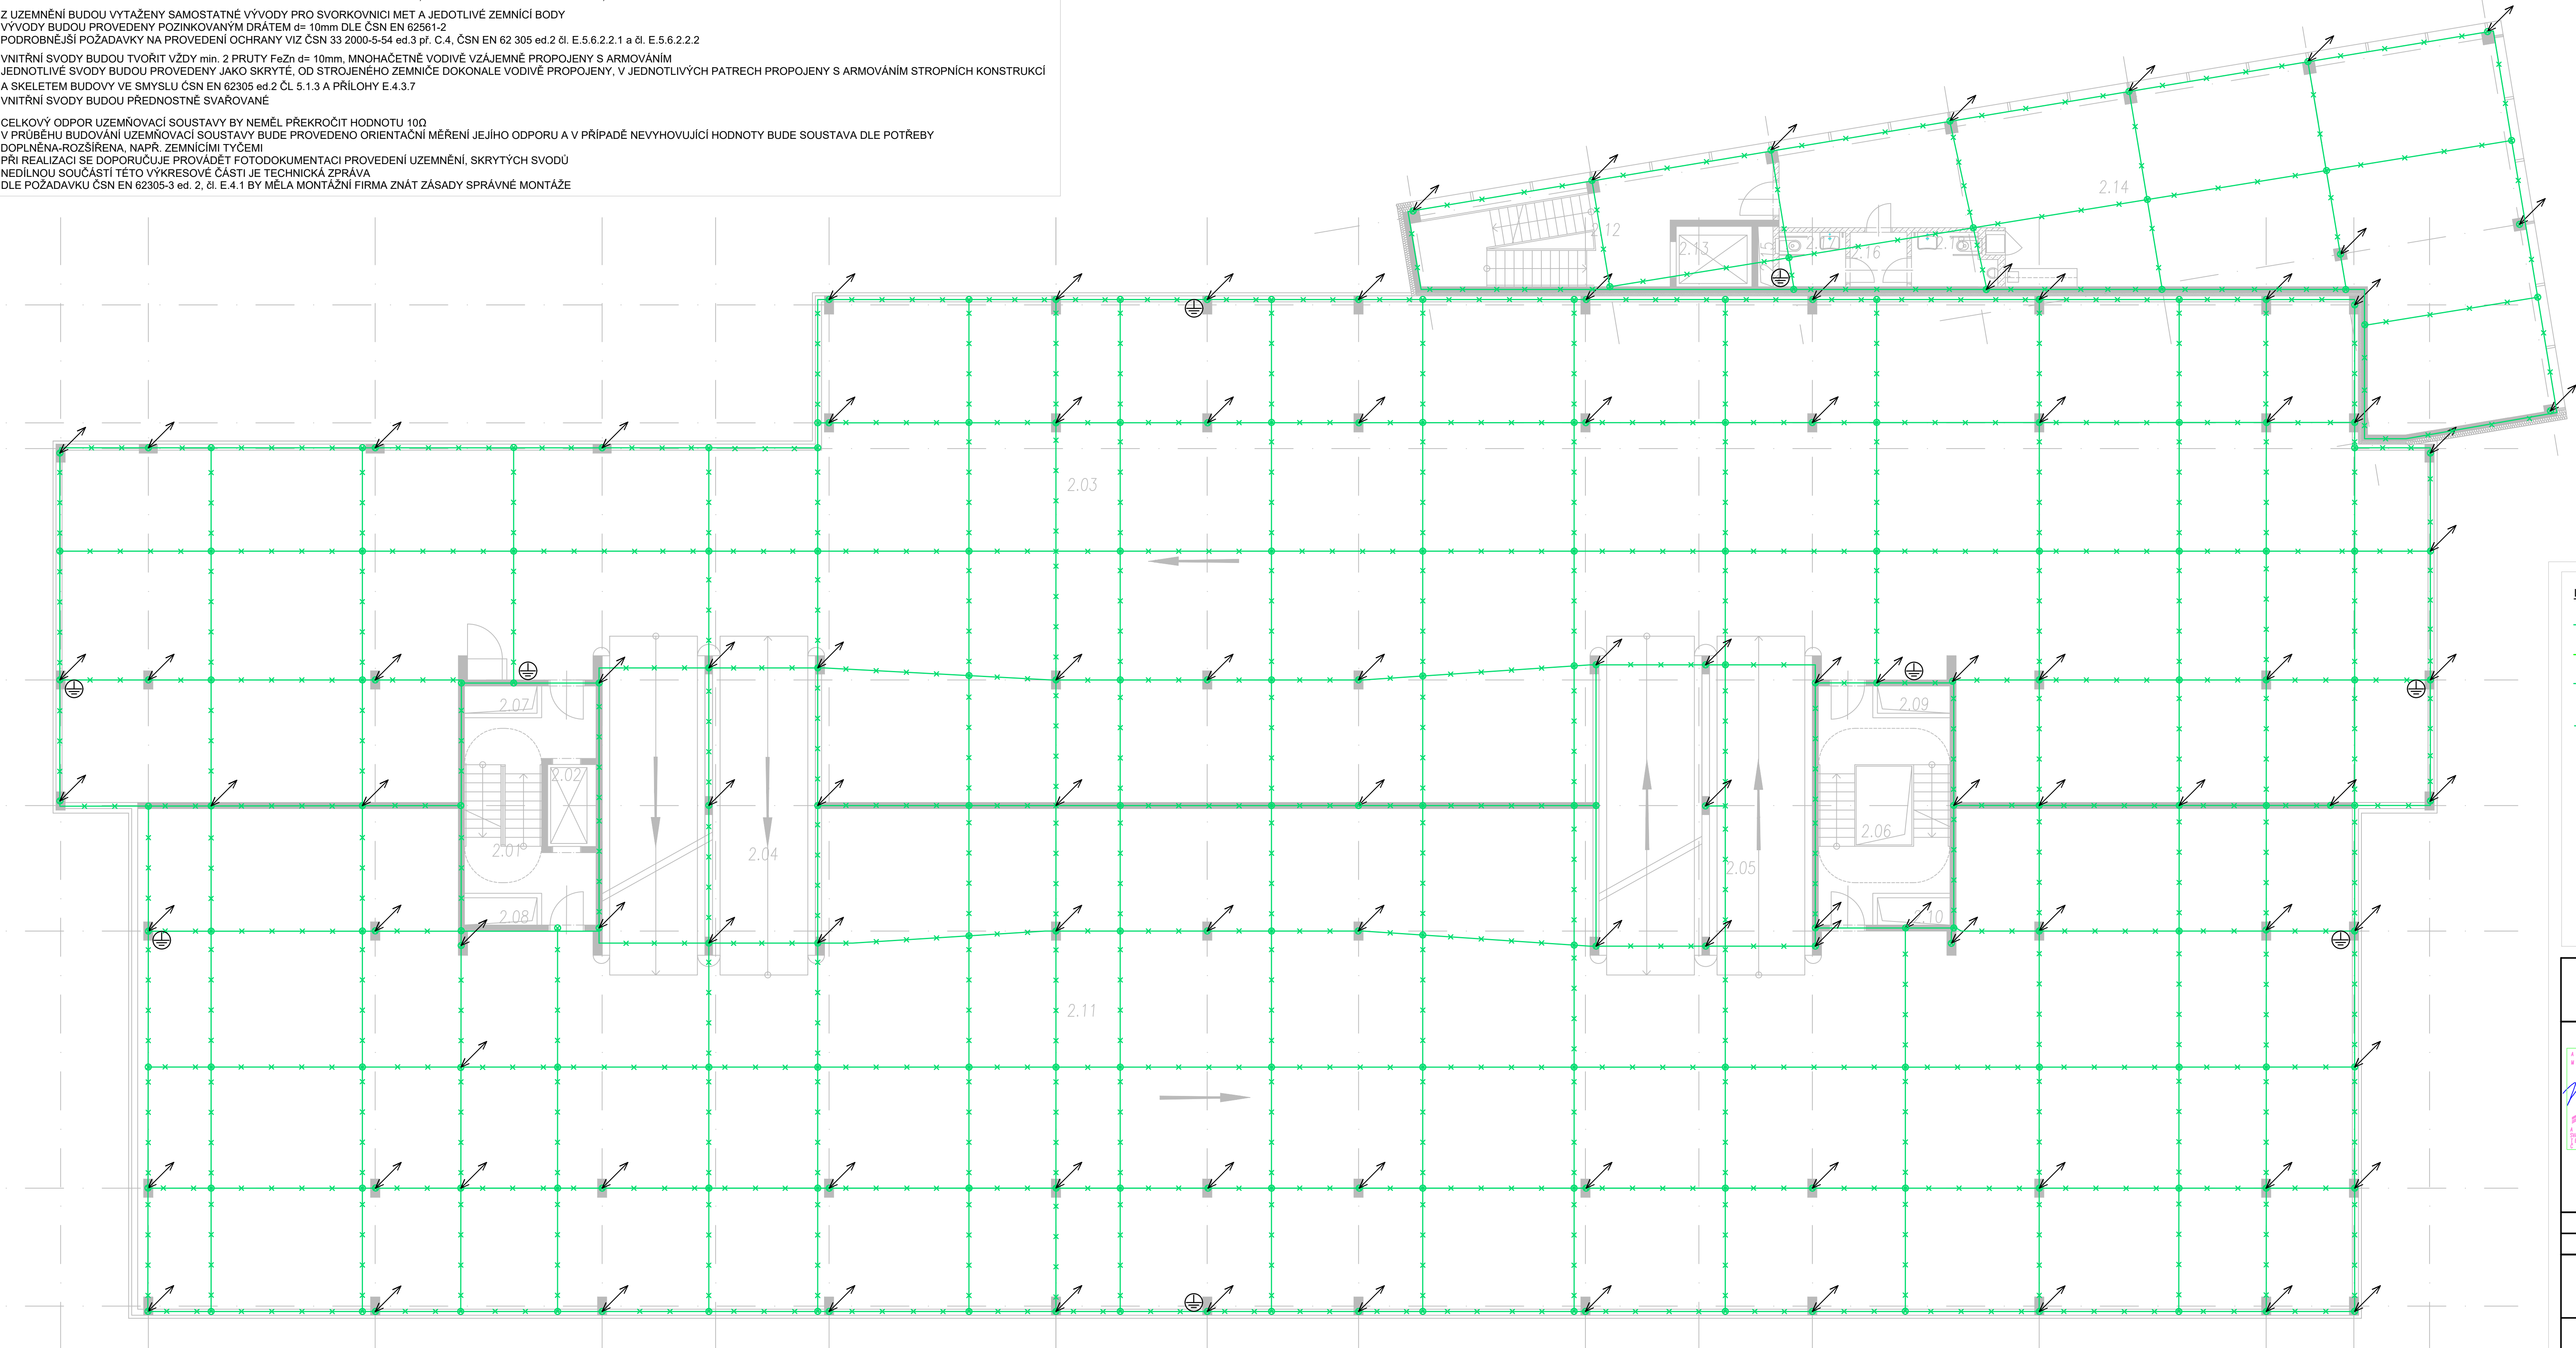 Z UZEMNĚNÍ BUDOU VYTAŽENY SAMOSTATNÉ VÝVODY PRO SVORKOVNICI MET A JEDOTLIVÉ ZEMNÍCÍ BODY
VÝVODY BUDOU PROVEDENY POZINKOVANÝM DRÁTEM d= 10mm DLE ČSN EN 62561-2
PODROBNĚJŠÍ POŽADAVKY NA PROVEDENÍ OCHRANY VIZ ČSN 33 2000-5-54 ed.3 př. C.4, ČSN EN 62 305 ed.2 čl. E.5.6.2.2.1 a čl. E.5.6.2.2.2
VNITŘNÍ SVODY BUDOU TVOŘIT VŽDY min. 2 PRUTY FeZn d= 10mm, MNOHAČETNĚ VODIVĚ VZÁJEMNĚ PROPOJENY S ARMOVÁNÍM
JEDNOTLIVÉ SVODY BUDOU PROVEDENY JAKO SKRYTÉ, OD STROJENÉHO ZEMNIČE DOKONALE VODIVĚ PROPOJENY, V JEDNOTLIVÝCH PATRECH PROPOJENY S ARMOVÁNÍM STROPNÍCH KONSTRUKCÍ
A SKELETEM BUDOVY VE SMYSLU ČSN EN 62305 ed.2 ČL 5.1.3 A PŘÍLOHY E.4.3.7
VNITŘNÍ SVODY BUDOU PŘEDNOSTNĚ SVAŘOVANÉ
CELKOVÝ ODPOR UZEMŇOVACÍ SOUSTAVY BY NEMĚL PŘEKROČIT HODNOTU 10Ω
V PRŮBĚHU BUDOVÁNÍ UZEMŇOVACÍ SOUSTAVY BUDE PROVEDENO ORIENTAČNÍ MĚŘENÍ JEJÍHO ODPORU A V PŘÍPADĚ NEVYHOVUJÍCÍ HODNOTY BUDE SOUSTAVA DLE POTŘEBY
DOPLNĚNA-ROZŠÍŘENA, NAPŘ. ZEMNÍCÍMI TYČEMI
PŘI REALIZACI SE DOPORUČUJE PROVÁDĚT FOTODOKUMENTACI PROVEDENÍ UZEMNĚNÍ, SKRYTÝCH SVODŮ
NEDÍLNOU SOUČÁSTÍ TÉTO VÝKRESOVÉ ČÁSTI JE TECHNICKÁ ZPRÁVA
DLE POŽADAVKU ČSN EN 62305-3 ed. 2, čl. E.4.1 BY MĚLA MONTÁŽNÍ FIRMA ZNÁT ZÁSADY SPRÁVNÉ MONTÁŽE
2.14
2.12
2.13
2.17
2.16
2.03
2.07
2.09
2.02
2.01
2.04
2.06
2.05
2.08
2.10
2.11